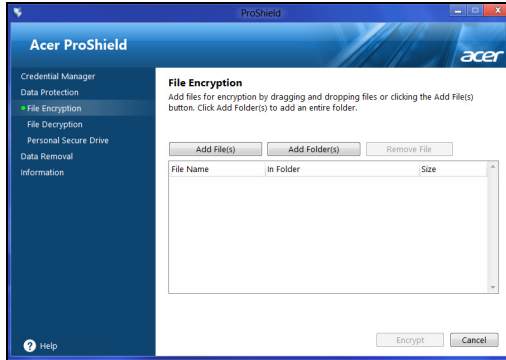 ProShield
Acer ProShield
acer
Credential Manager
Data Protection
File Encryption
File Decryption
Personal Secure Drive
Data Removal
Information
File Encryption
Add files for encryption by dragging and dropping files or clicking the Add File(s)
button. Click Add Folder(s) to add an entire folder.
Add File(s) Add Folder(s) Remove File
File Name In Folder Size
Encrypt Cancel
? Help